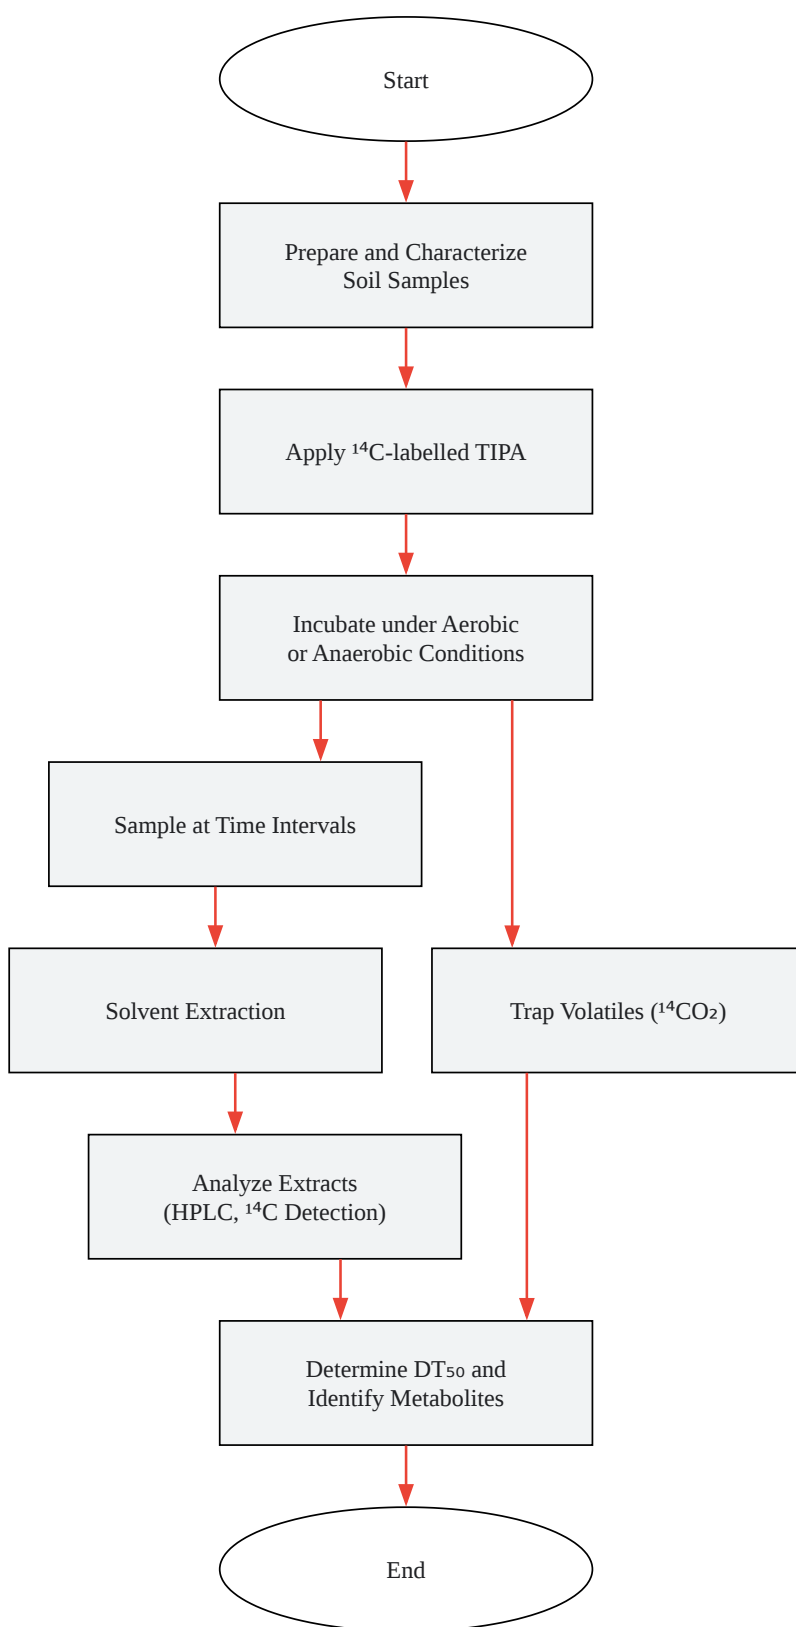 Start
Prepare and Characterize
Soil Samples
Apply ¹⁴C-labelled TIPA
Incubate under Aerobic
or Anaerobic Conditions
Sample at Time Intervals
Solvent Extraction
Trap Volatiles (¹⁴CO₂)
Analyze Extracts
(HPLC, ¹⁴C Detection)
Determine DT₅₀ and
Identify Metabolites
End